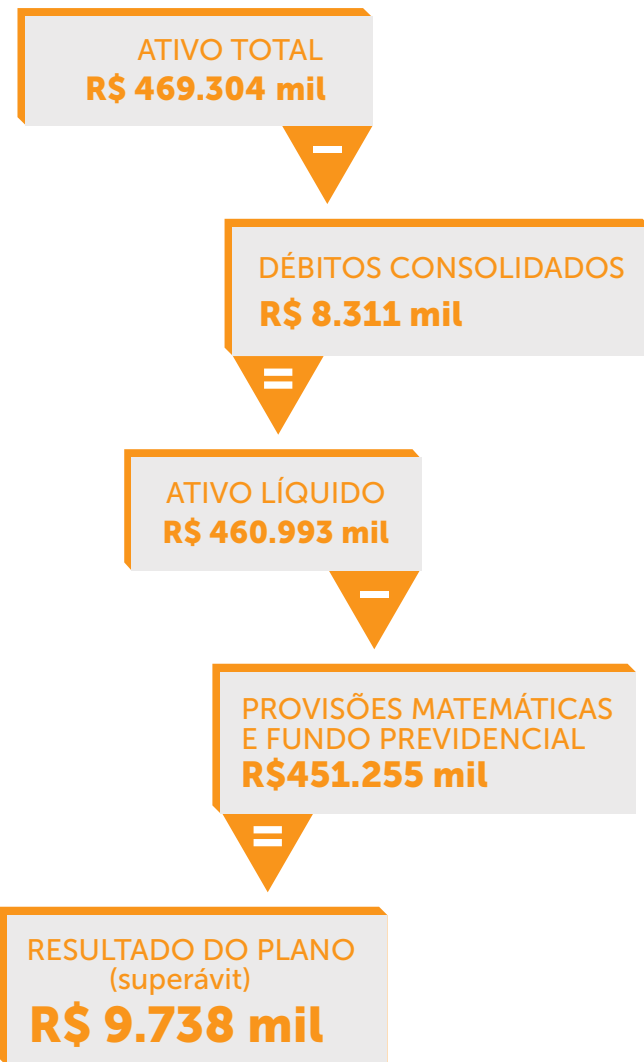 ATIVO TOTAL
R$ 469.304 mil
–
DÉBITOS CONSOLIDADOS
R$ 8.311 mil
=
ATIVO LÍQUIDO
R$ 460.993 mil
–
PROVISÕES MATEMÁTICAS
E FUNDO PREVIDENCIAL
R$451.255 mil
=
RESULTADO DO PLANO
(superávit)
R$ 9.738 mil